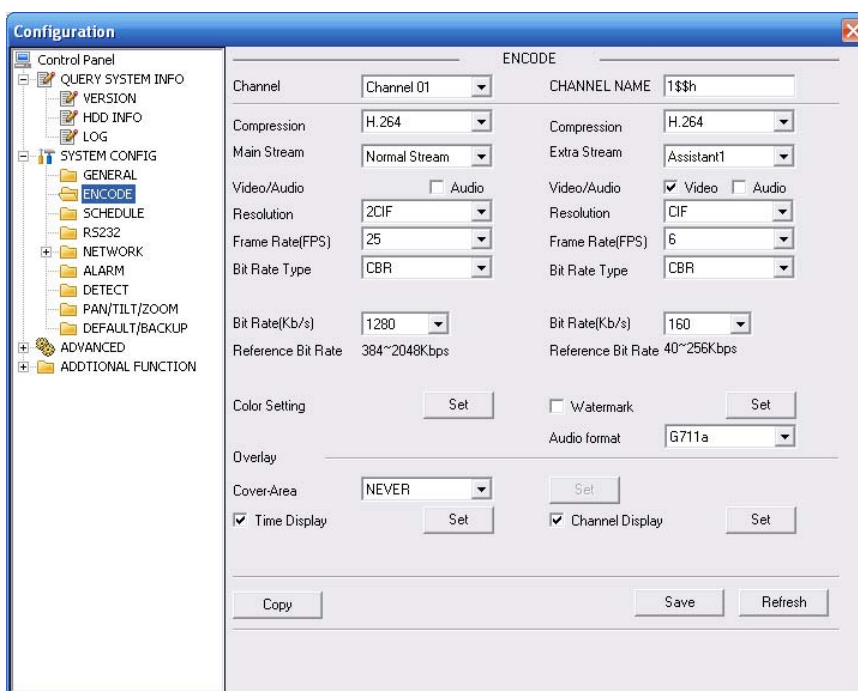 Configuration
Control Panel
QUERY SYSTEM INFO
VERSION
HDD INFO
LOG
SYSTEM CONFIG
GENERAL
ENCODE
SCHEDULE
RS232
NETWORK
ALARM
DETECT
PAN/TILT/ZOOM
DEFAULT/BACKUP
ADVANCED
ADDTIONAL FUNCTION
ENCODE
Channel Channel 01 CHANNEL NAME 1$$h
Compression H.264 Compression H.264
Main Stream Normal Stream Extra Stream Assistant1
Video/Audio Audio Video/Audio Video Audio
Resolution 2CIF Resolution CIF
Frame Rate(FPS) 25 Frame Rate(FPS) 6
Bit Rate Type CBR Bit Rate Type CBR
Bit Rate(Kb/s) 1280 Bit Rate(Kb/s) 160
Reference Bit Rate 384~2048Kbps Reference Bit Rate 40~256Kbps
Color Setting Set Watermark Set
Audio format G711a
Overlay
Cover-Area NEVER Set
Time Display Set Channel Display Set
Copy Save Refresh